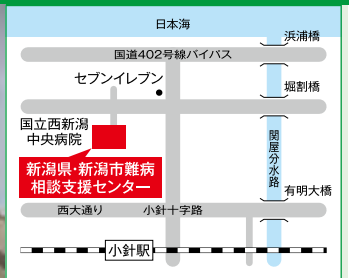 日本海
浜浦橋
国道402号線バイパス
セブンイレブン
堀割橋
国立西新潟
中央病院
関屋分水路
新潟県・新潟市難病
相談支援センター
有明大橋
西大通り
小針十字路
小針駅